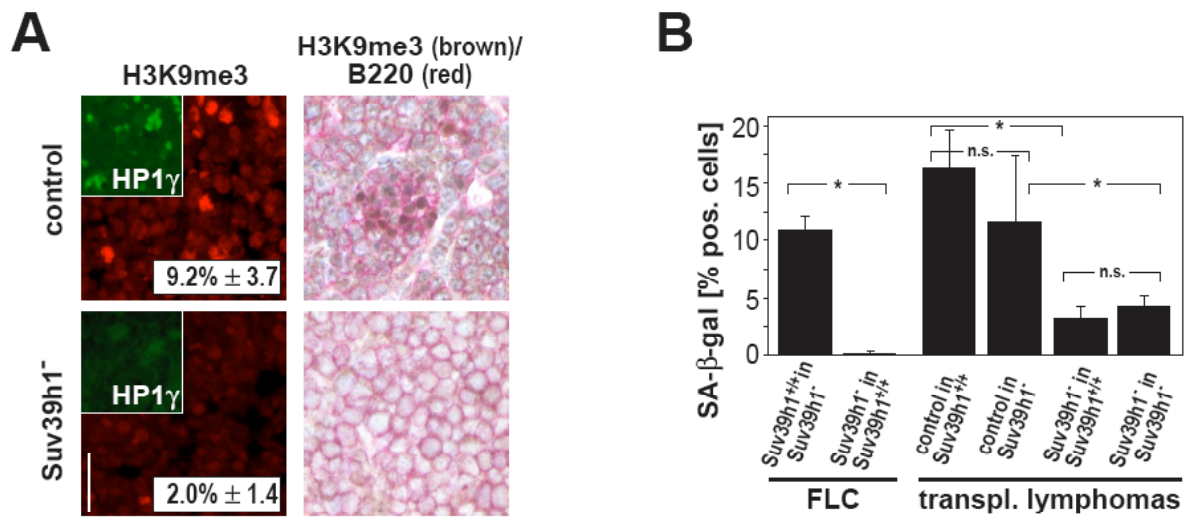 A
H3K9me3
H3K9me3 (brown)/
B220 (red)
control
HP1γ
9.2% ± 3.7
Suv39h1⁻
HP1γ
2.0% ± 1.4
B
SA-β-gal [% pos. cells]
20
15
10
5
0
*
*
n.s.
*
n.s.
Suv39h1+/+ in
Suv39h1⁻
Suv39h1⁻ in
Suv39h1+/+
control in
Suv39h1+/+
control in
Suv39h1⁻
Suv39h1⁻ in
Suv39h1+/+
Suv39h1⁻ in
Suv39h1⁻
FLC
transpl. lymphomas